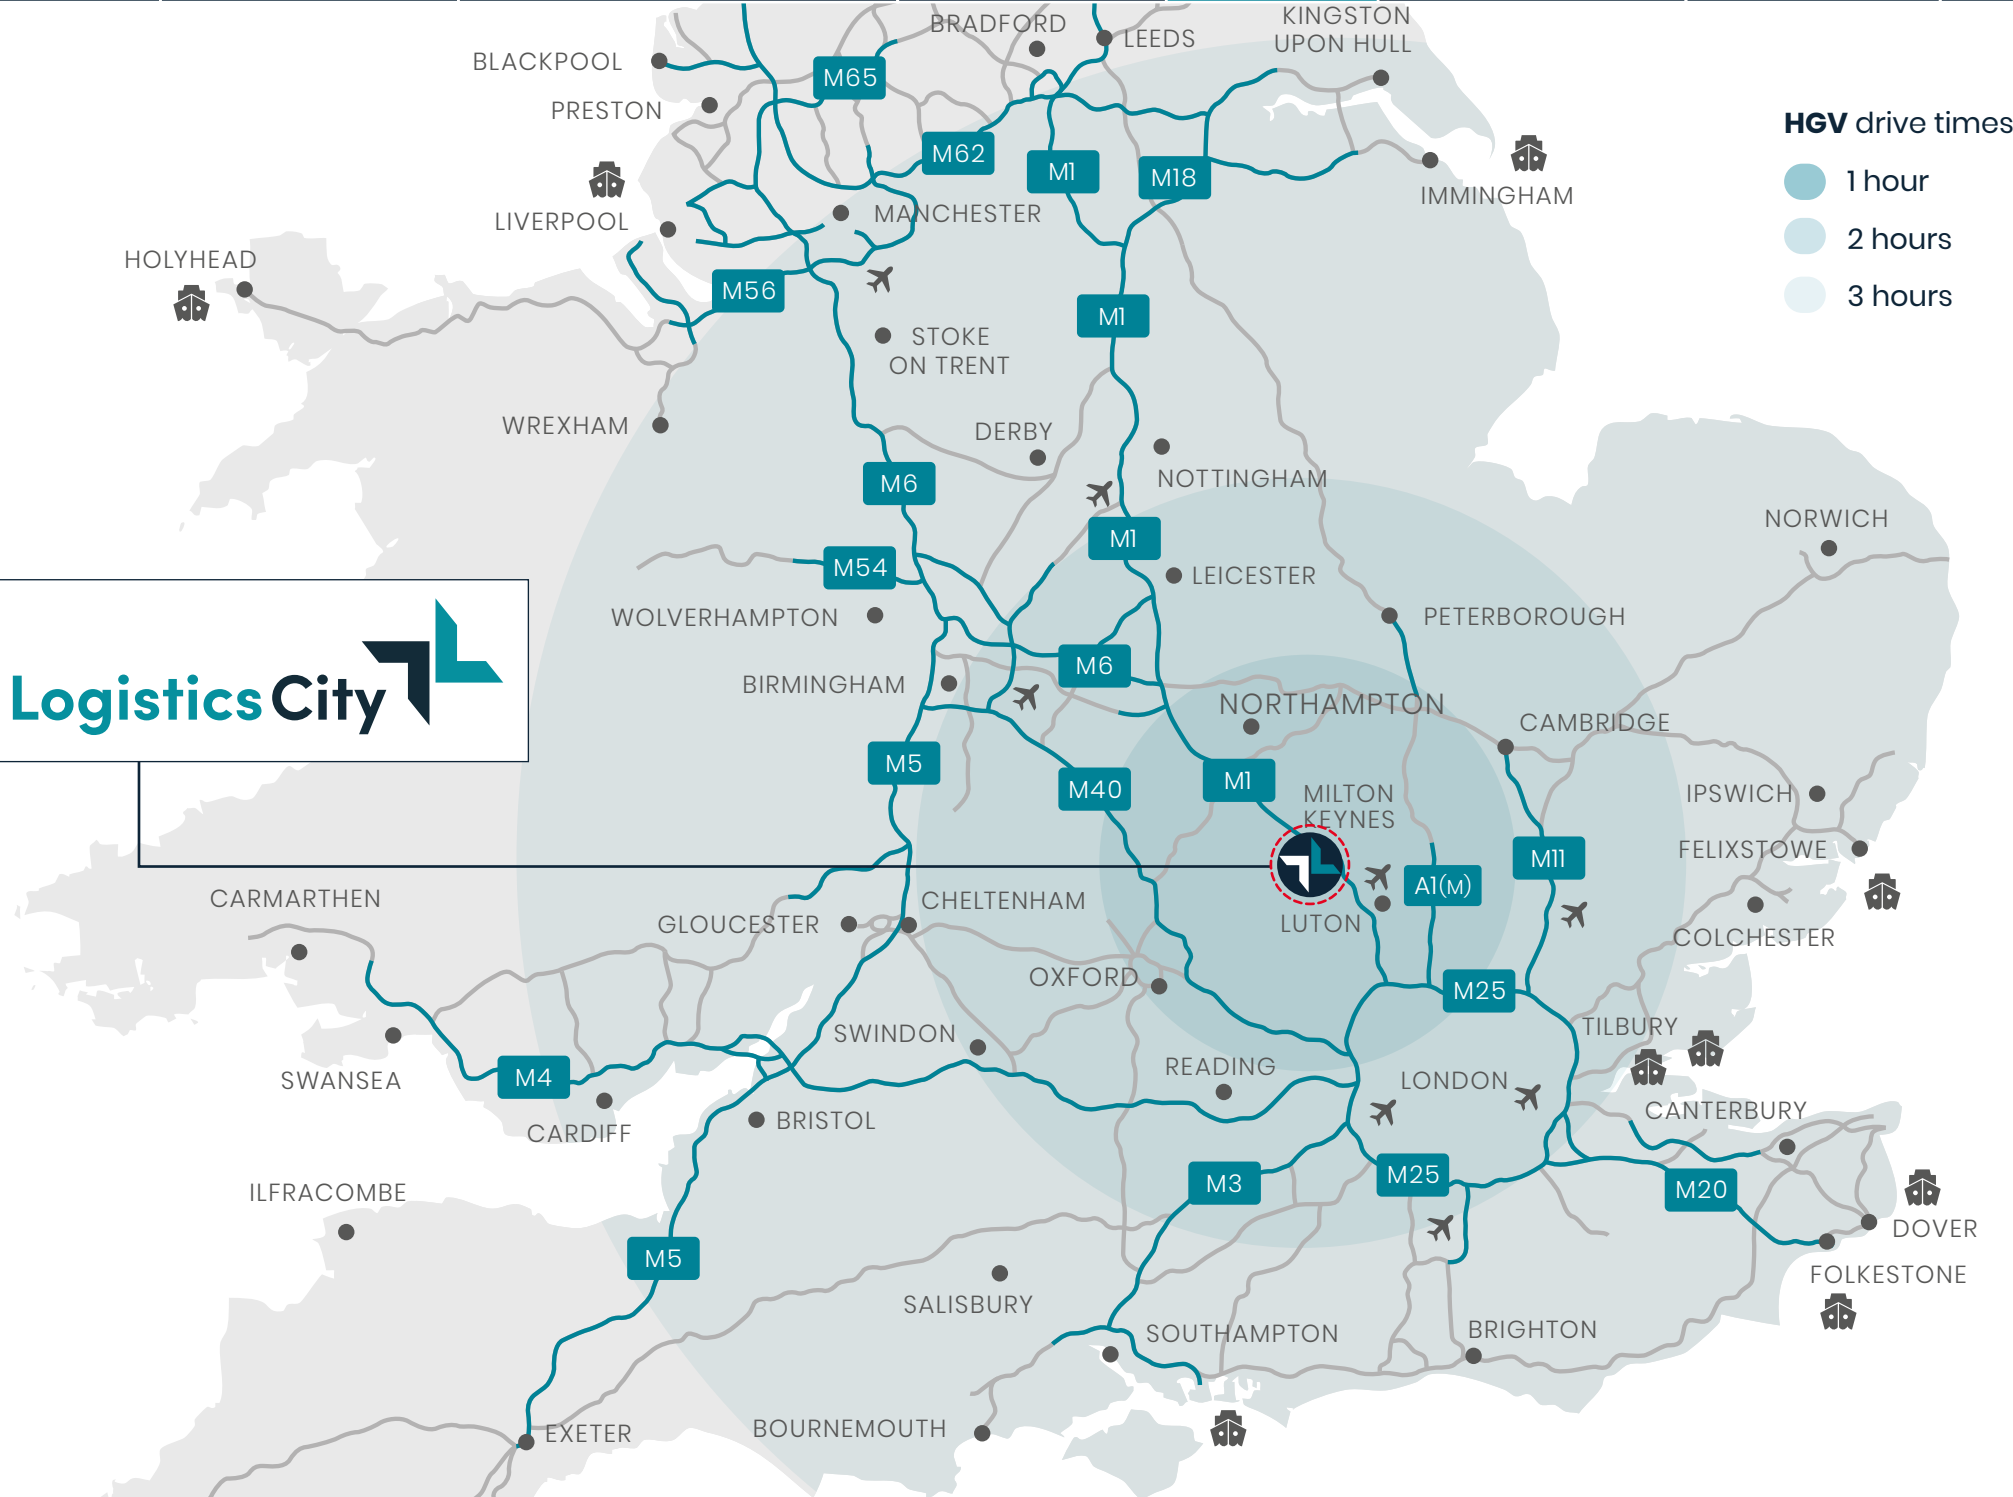 BRADFORD
LEEDS
KINGSTON
UPON HULL
BLACKPOOL
M65
PRESTON
HGV drive times
M62
M1
M18
1 hour
IMMINGHAM
LIVERPOOL
MANCHESTER
2 hours
HOLYHEAD
M56
3 hours
M1
STOKE
ON TRENT
WREXHAM
DERBY
NOTTINGHAM
M6
NORWICH
M1
M54
LEICESTER
WOLVERHAMPTON
PETERBOROUGH
M6
BIRMINGHAM
Logistics City
NORTHAMPTON
CAMBRIDGE
M5
M40
M1
MILTON
KEYNES
IPSWICH
M11
FELIXSTOWE
A1(M)
CARMARTHEN
CHELTENHAM
GLOUCESTER
LUTON
COLCHESTER
OXFORD
M25
SWINDON
TILBURY
READING
LONDON
SWANSEA
M4
CANTERBURY
BRISTOL
CARDIFF
M25
M3
M20
ILFRACOMBE
DOVER
M5
FOLKESTONE
SALISBURY
SOUTHAMPTON
BRIGHTON
BOURNEMOUTH
EXETER